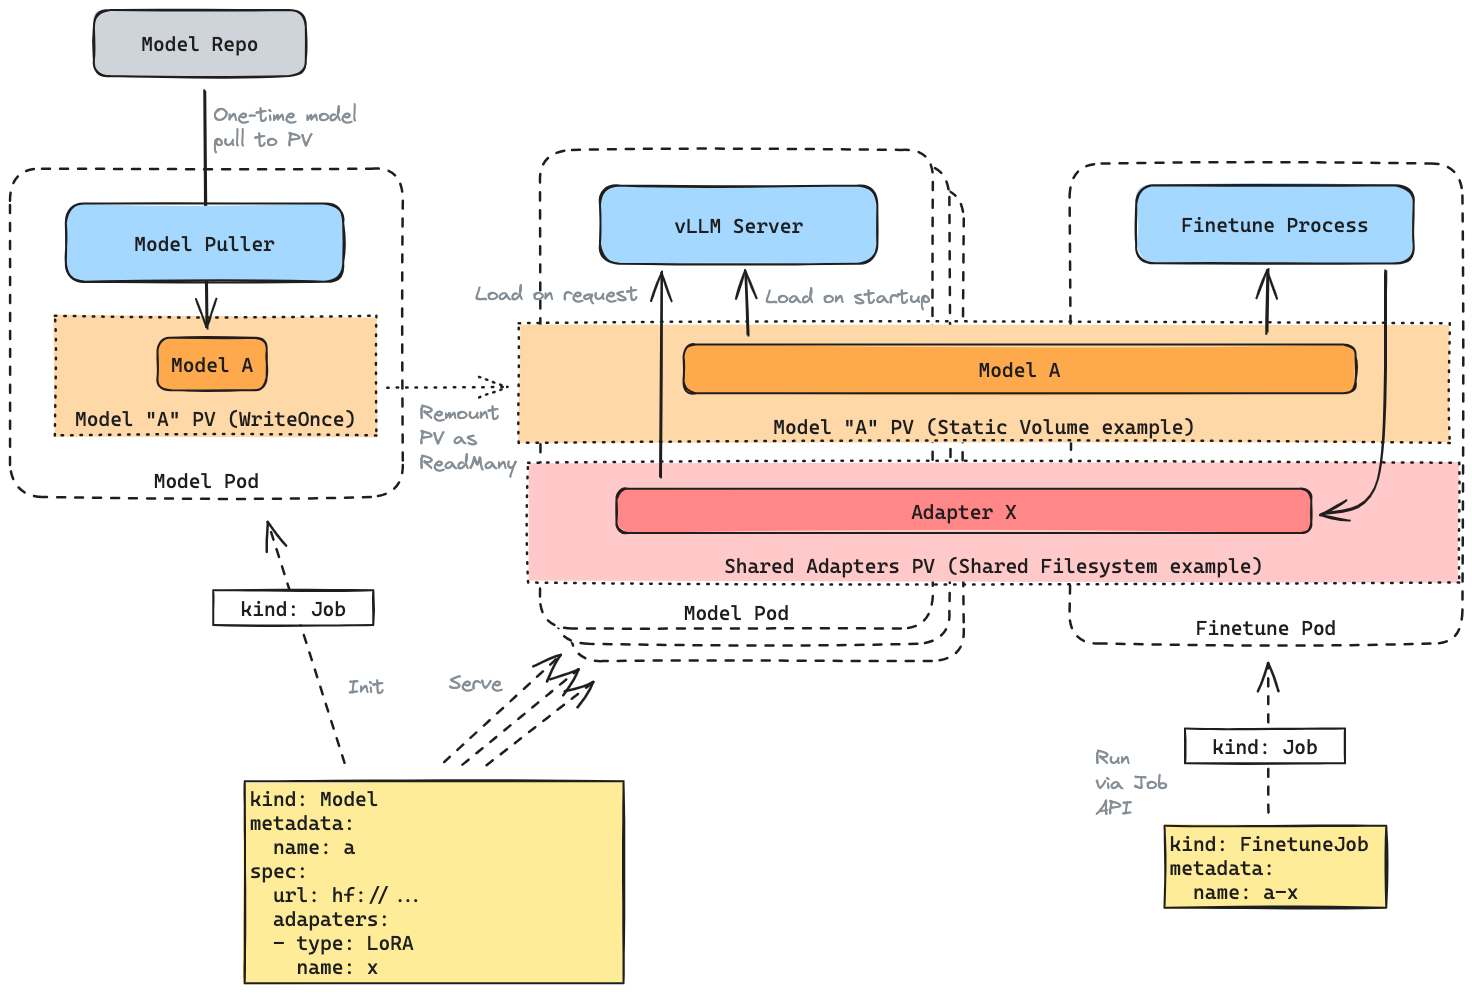 Model Repo
One-time model
pull to PV
Model Puller
Model A
Model "A" PV (WriteOnce)
Model Pod
Remount
PV as
ReadMany
vLLM Server
Load on request
Load on startup
Finetune Process
Model A
Model "A" PV (Static Volume example)
Adapter X
Shared Adapters PV (Shared Filesystem example)
Model Pod
Finetune Pod
kind: Job
Init
Serve
kind: Model
metadata:
  name: a
spec:
  url: hf://...
  adapaters:
  - type: LoRA
    name: x
kind: Job
Run
via Job
API
kind: FinetuneJob
metadata:
  name: a-x